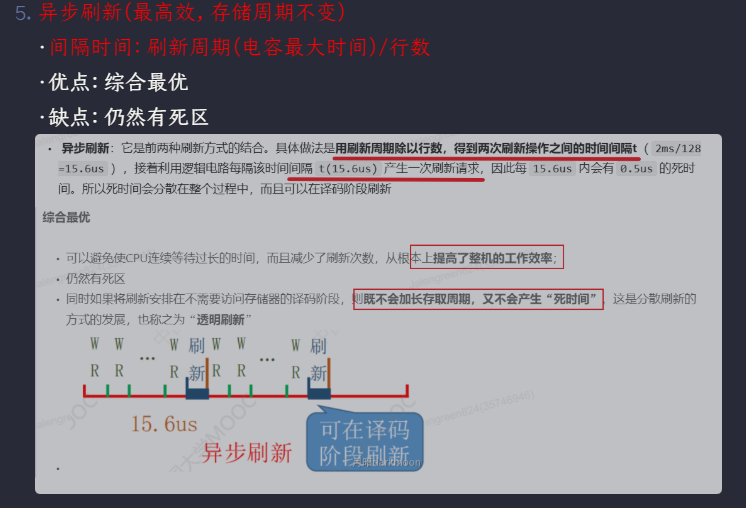 5. 异步刷新(最高效, 存储周期不变)
·间隔时间: 刷新周期(电容最大时间)/行数
·优点: 综合最优
·缺点: 仍然有死区
• 异步刷新：它是前两种刷新方式的结合。具体做法是用刷新周期除以行数，得到两次刷新操作之间的时间间隔t（ 2ms/128
=15.6us ），接着利用逻辑电路每隔该时间间隔 t(15.6us) 产生一次刷新请求，因此每 15.6us 内会有 0.5us 的死时
间。所以死时间会分散在整个过程中，而且可以在译码阶段刷新
综合最优
• 可以避免使CPU连续等待过长的时间，而且减少了刷新次数，从根本上提高了整机的工作效率；
• 仍然有死区
• 同时如果将刷新安排在不需要访问存储器的译码阶段，则既不会加长存取周期，又不会产生“死时间”，这是分散刷新的
方式的发展，也称之为“透明刷新”
W W ... W 刷 W W ... W 刷
R R R 新 R R R 新
15.6us
异步刷新
可在译码
阶段刷新